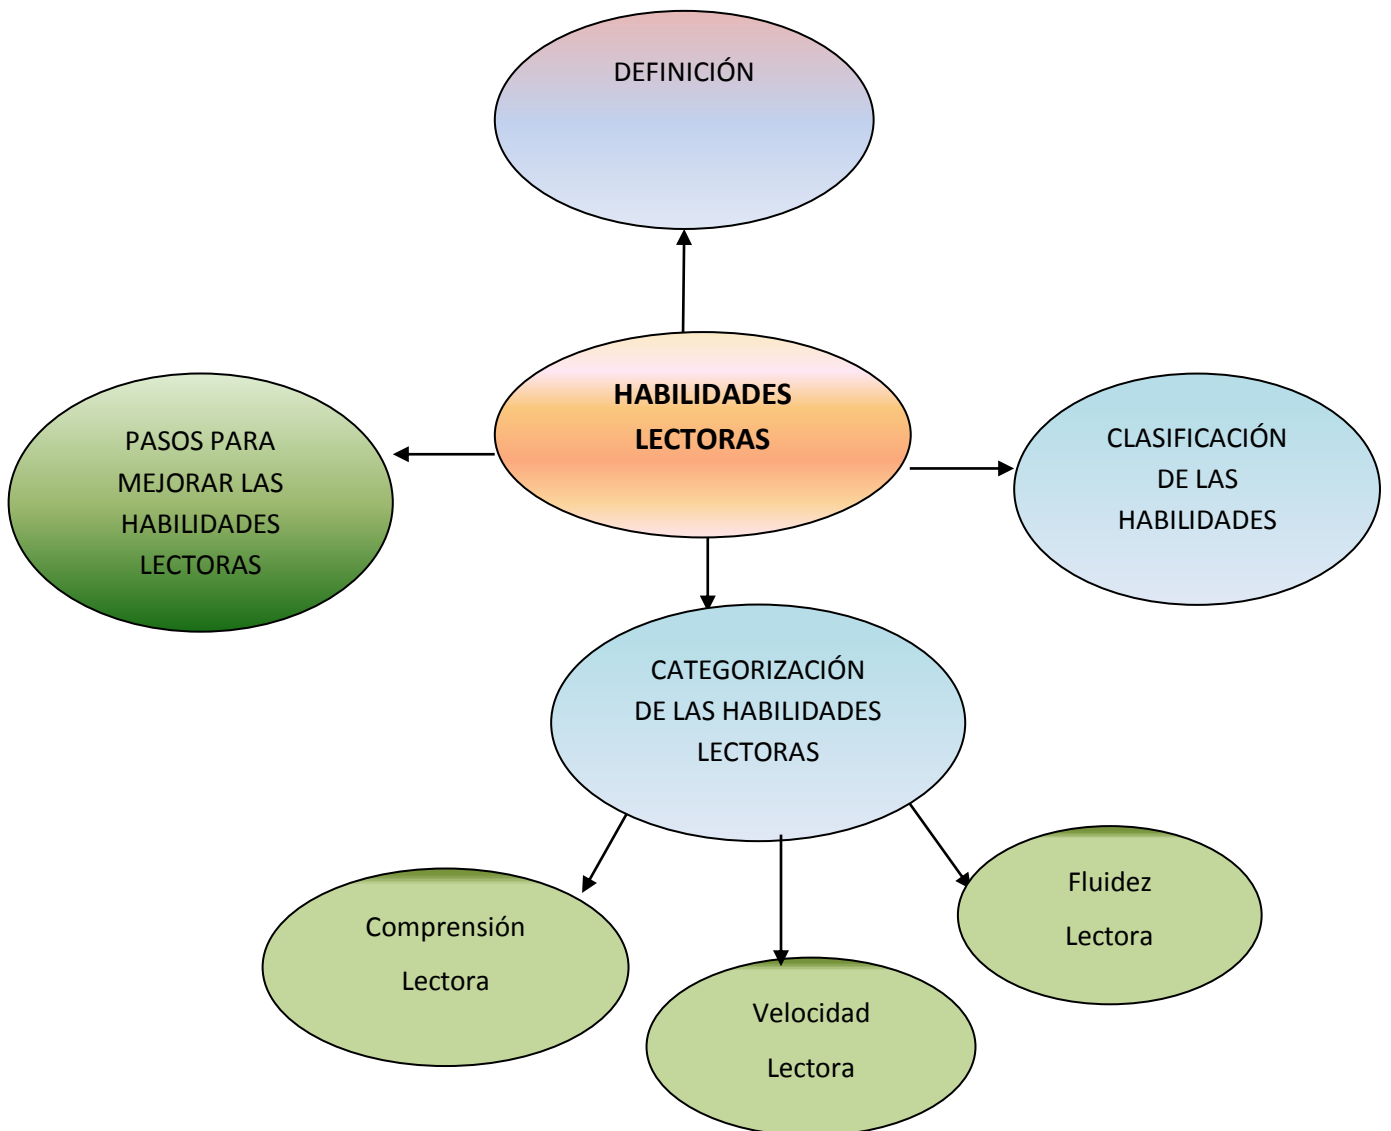 DEFINICIÓN
HABILIDADES
LECTORAS
PASOS PARA
MEJORAR LAS
HABILIDADES
LECTORAS
CLASIFICACIÓN
DE LAS
HABILIDADES
CATEGORIZACIÓN
DE LAS HABILIDADES
LECTORAS
Comprensión
Lectora
Velocidad
Lectora
Fluidez
Lectora